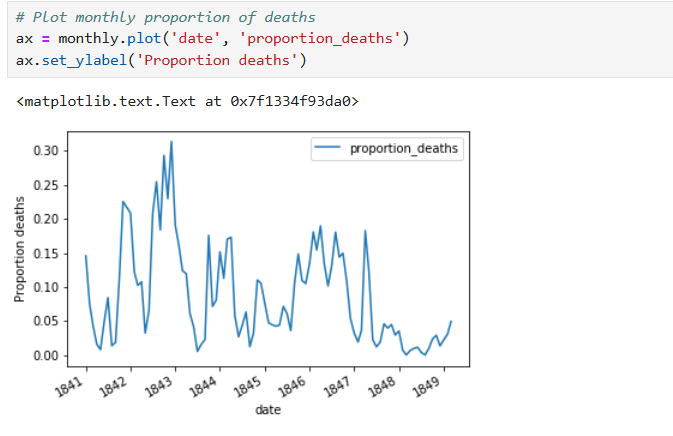 # Plot monthly proportion of deaths
ax = monthly.plot('date', 'proportion_deaths')
ax.set_ylabel('Proportion deaths')
<matplotlib.text.Text at 0x7f1334f93da0>
proportion_deaths
0.30
0.25
0.20
0.15
0.10
0.05
0.00
Proportion deaths
1841 1842 1843 1844 1845 1846 1847 1848 1849
date